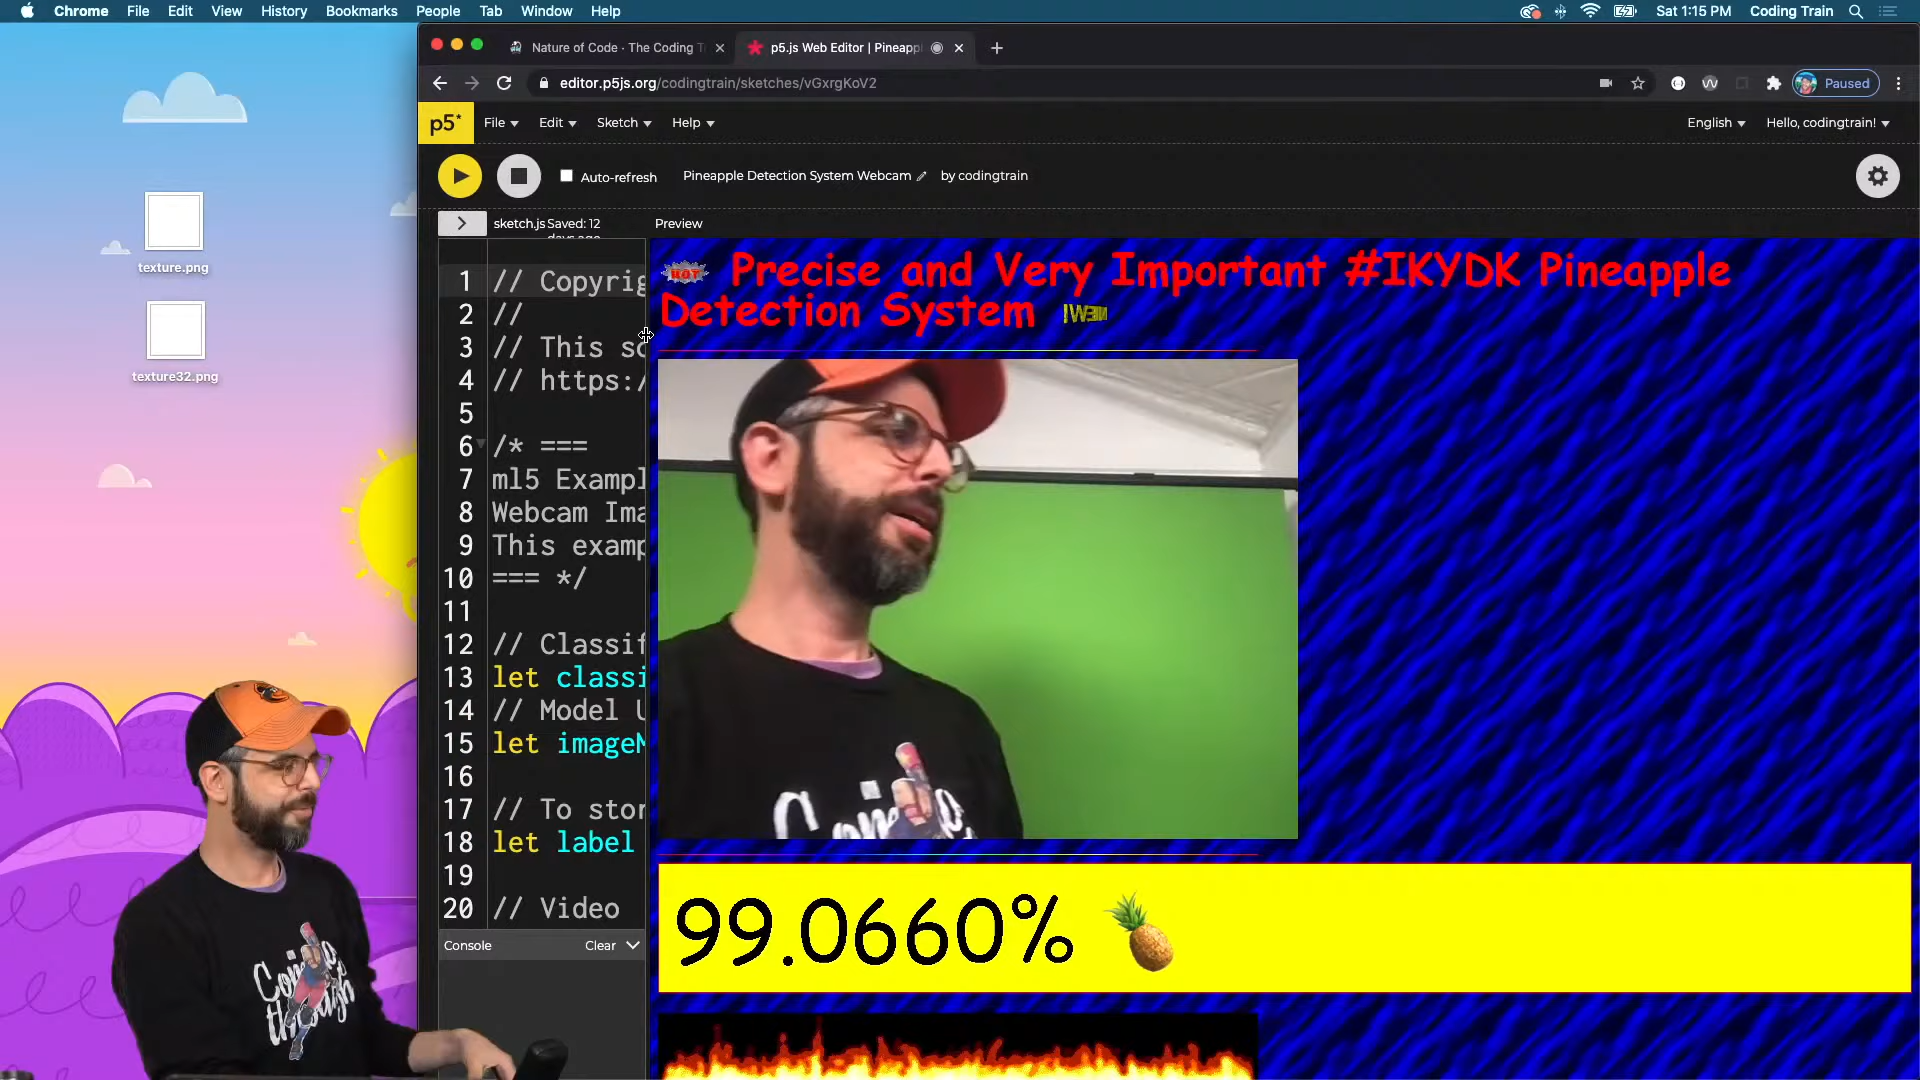 Chrome File Edit View History Bookmarks People Tab Window Help
Sat 1:15 PM Coding Train
Nature of Code · The Coding T
p5.js Web Editor | Pineapp
editor.p5js.org/codingtrain/sketches/vGxrgKoV2
Paused
p5* File Edit Sketch Help
English Hello, codingtrain!
Auto-refresh Pineapple Detection System Webcam by codingtrain
sketch.js Saved: 12
days ago
Preview
texture.png
texture32.png
1 // Copyrig
2 //
3 // This so
4 // https:/
5
6 /* ===
7 ml5 Exampl
8 Webcam Ima
9 This examp
10 === */
11
12 // Classif
13 let classi
14 // Model U
15 let imageM
16
17 // To stor
18 let label
19
20 // Video
Console Clear
HOT Precise and Very Important #IKYDK Pineapple
Detection System NEW!
99.0660%